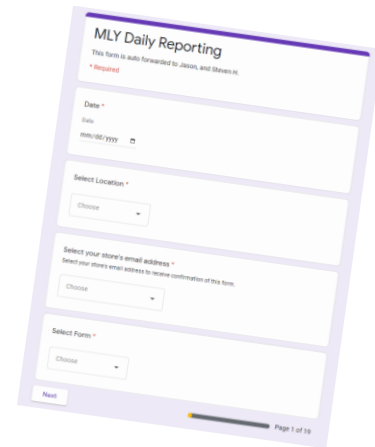 MLY Daily Reporting
This form is auto forwarded to Jason, and Steven H.
* Required
Date *
Date
mm/dd/yyyy
Select Location *
Choose
Select your store's email address *
Select your store's email address to receive confirmation of this form.
Choose
Select Form *
Choose
Next
Page 1 of 19